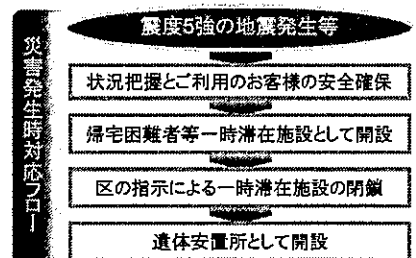 災害発生時対応フロー
震度5強の地震発生等
状況把握とご利用のお客様の安全確保
帰宅困難者等一時滞在施設として開設
区の指示による一時滞在施設の閉鎖
遺体安置所として開設